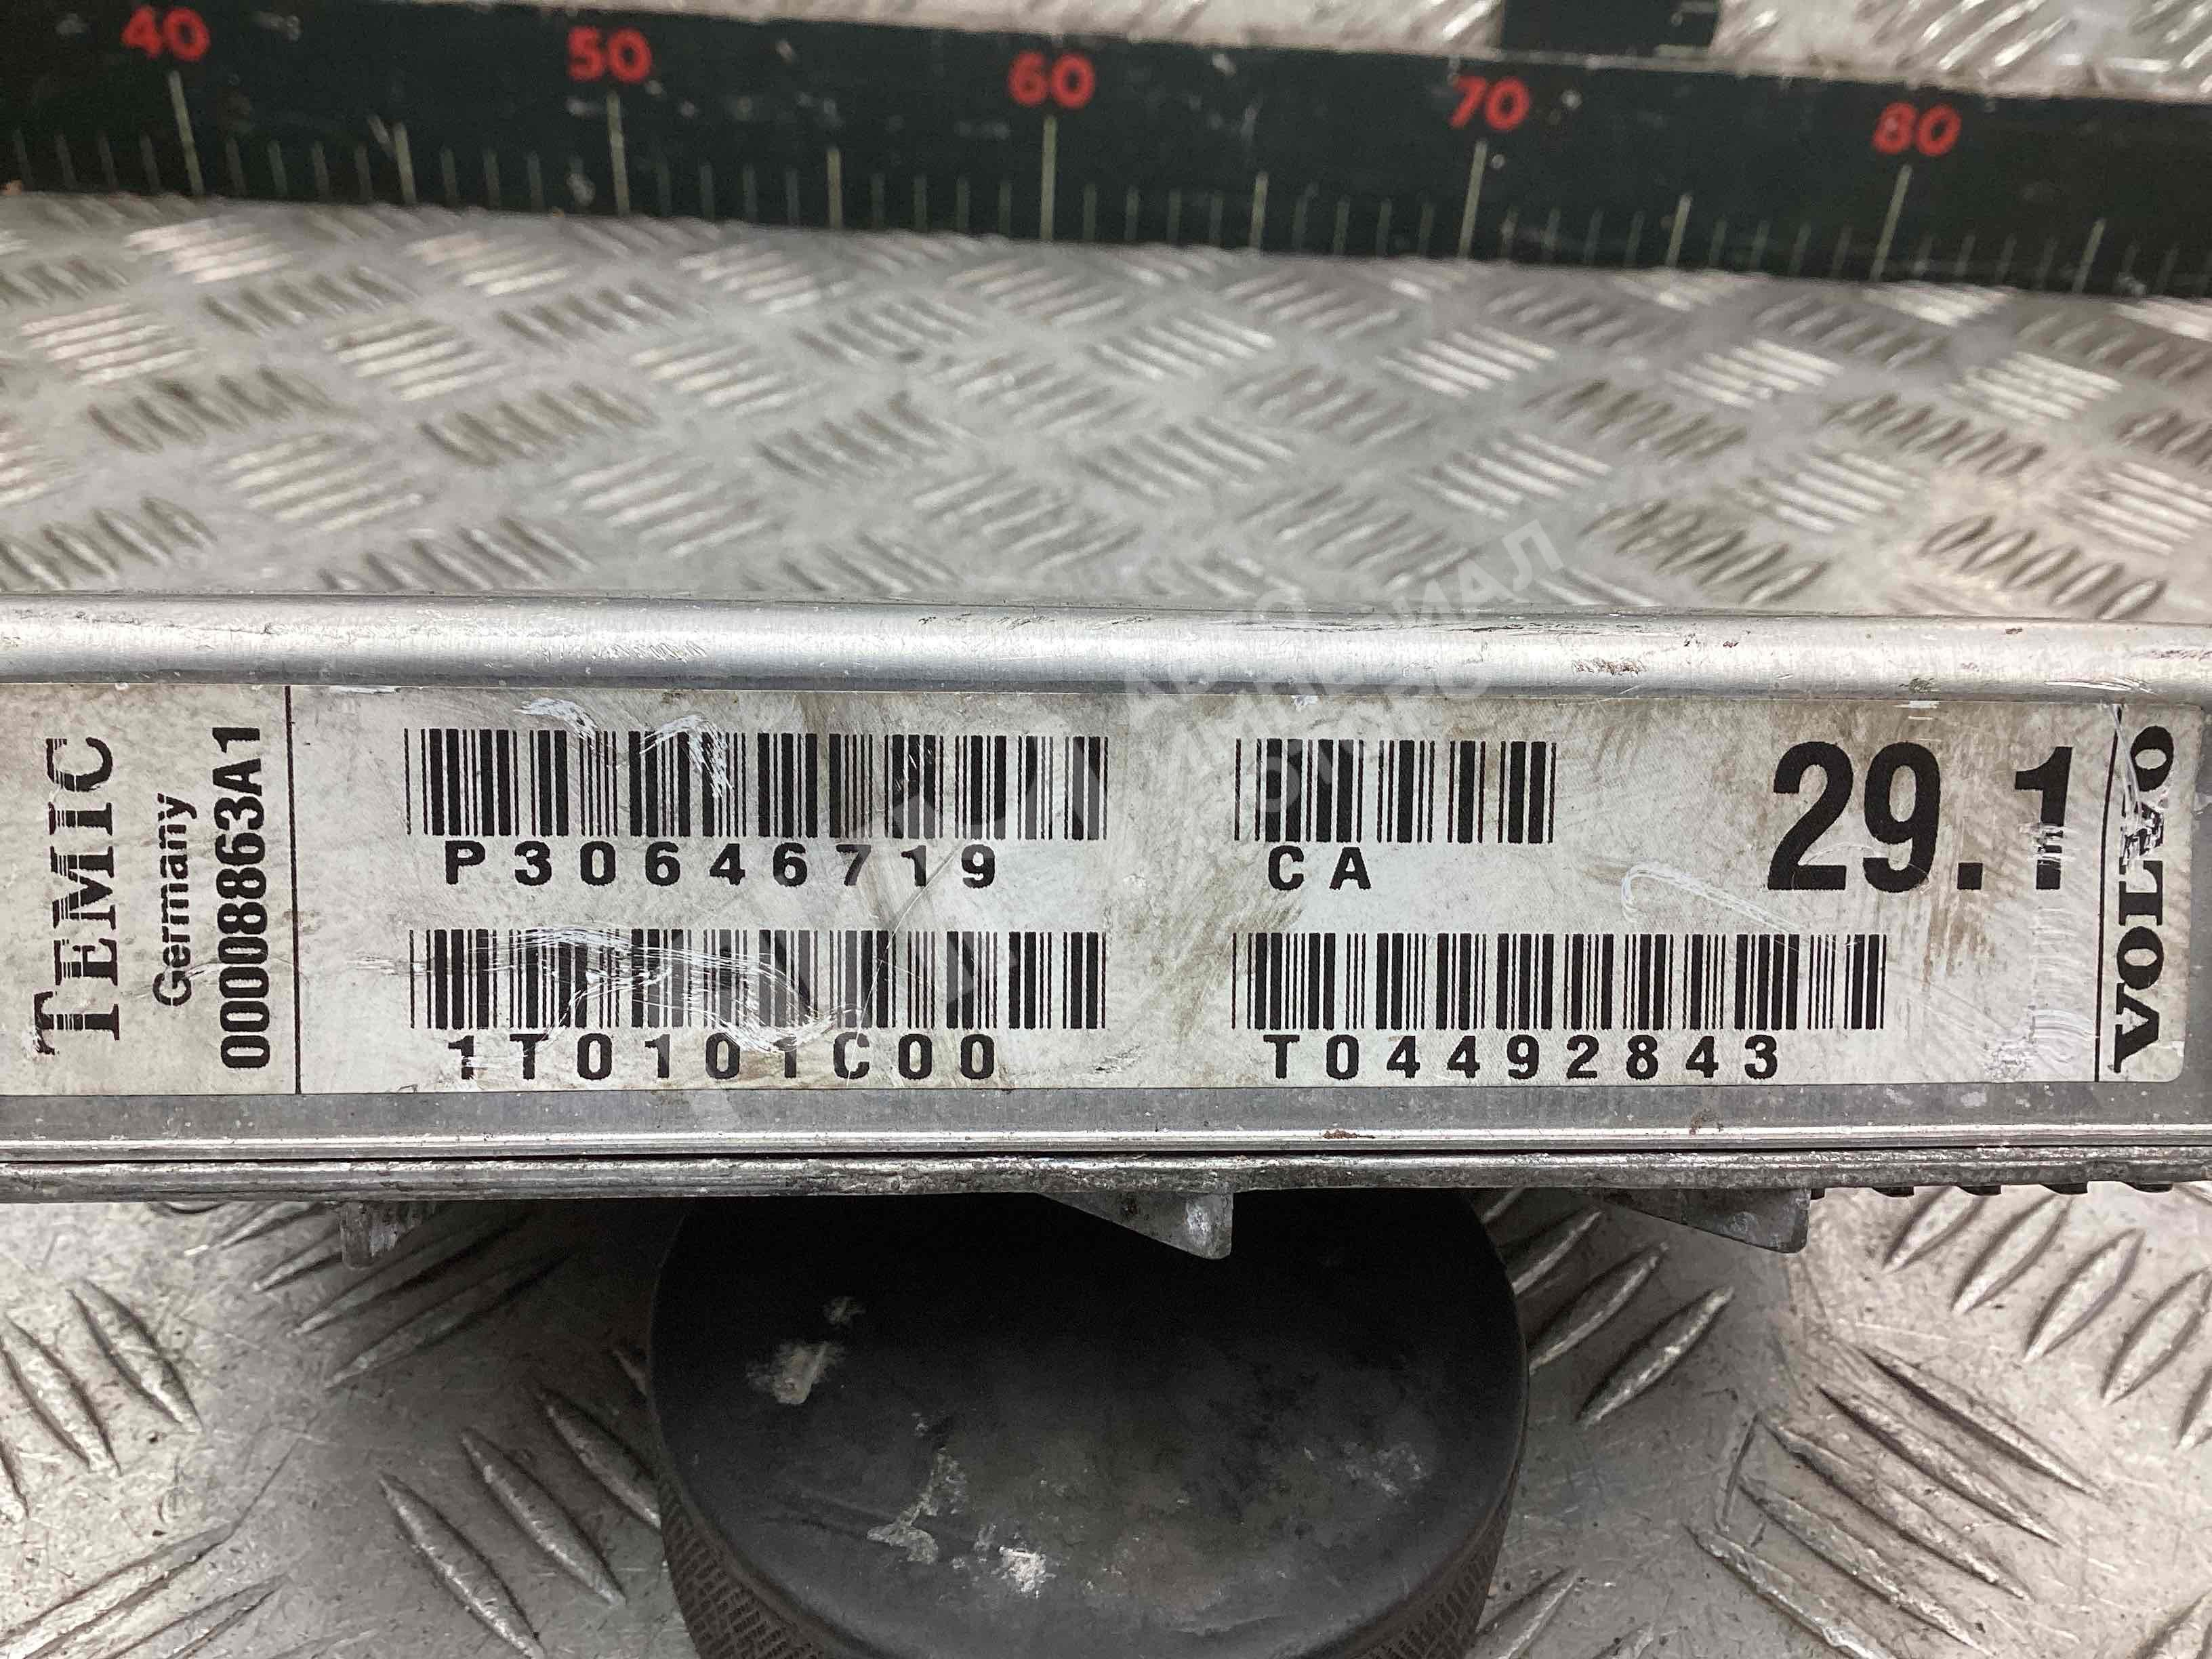 40 50 60 70 80
TEMIC
Germany
00008863A1
P30646719
CA
29.1
1T0101C00
T04492843
VOLVO